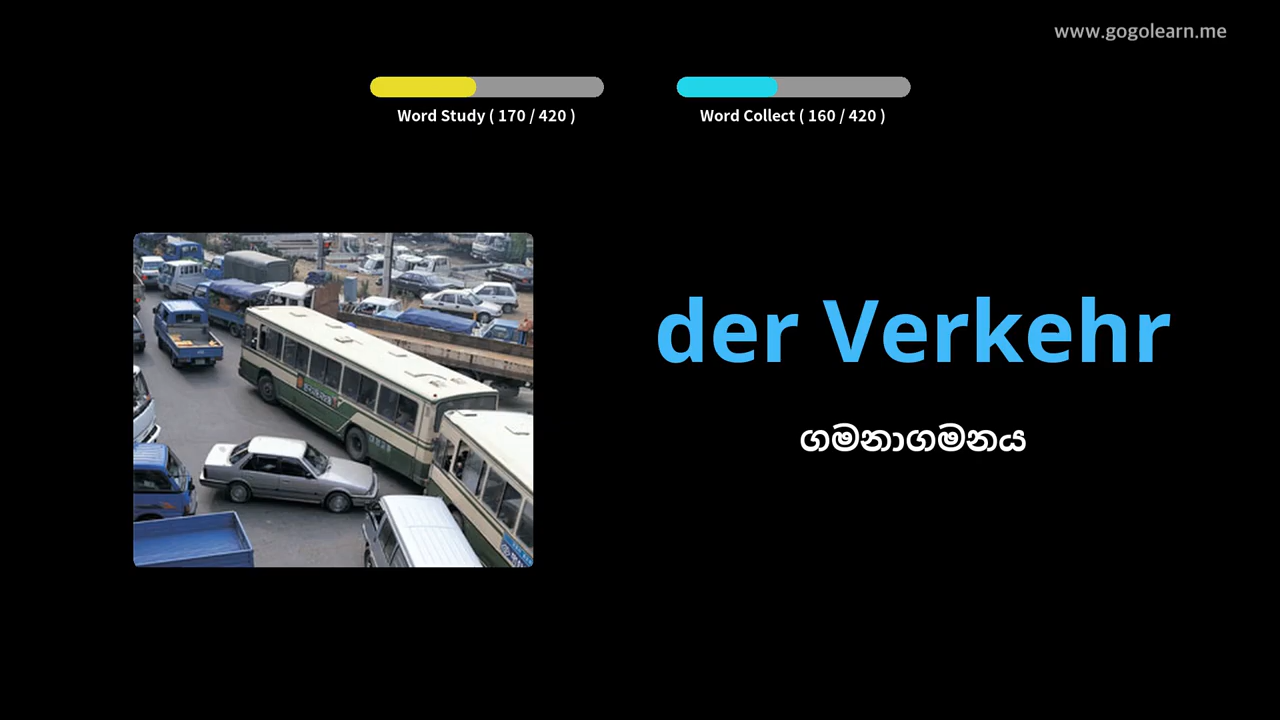 www.gogolearn.me
Word Study ( 170 / 420 )
Word Collect ( 160 / 420 )
der Verkehr
ගමනාගමනය